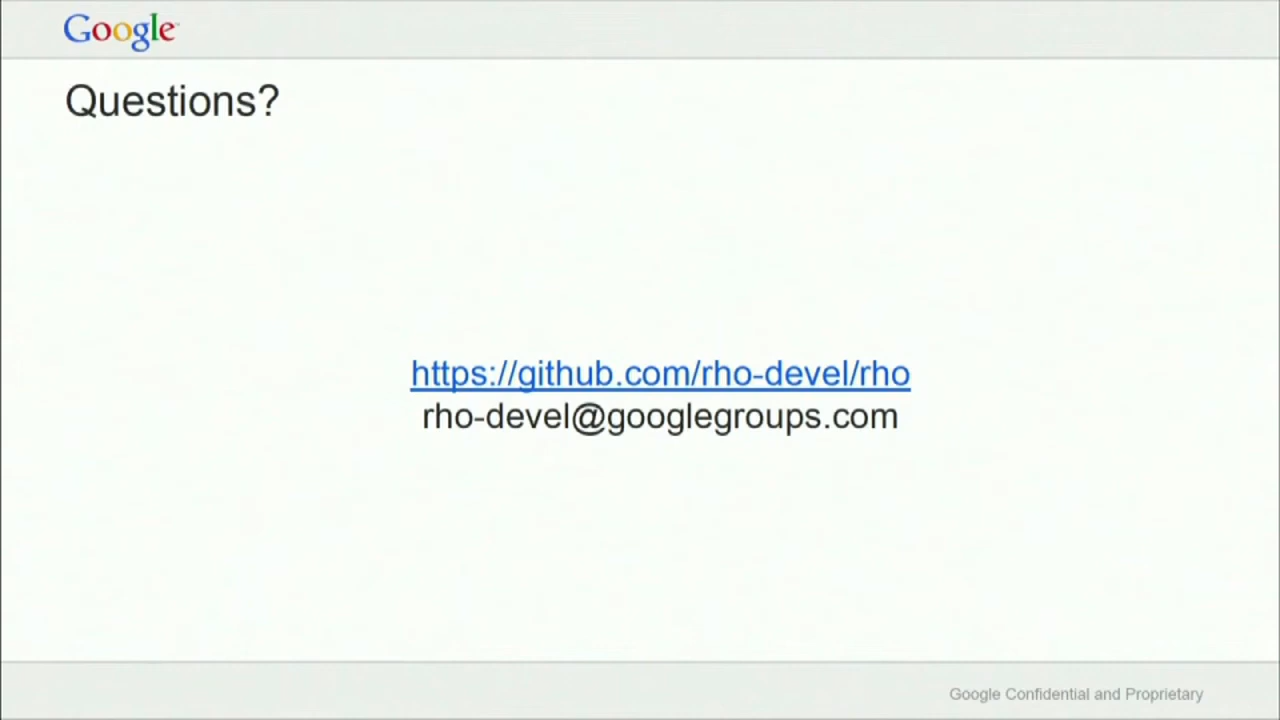 Google
Questions?
https://github.com/rho-devel/rho
rho-devel@googlegroups.com
Google Confidential and Proprietary